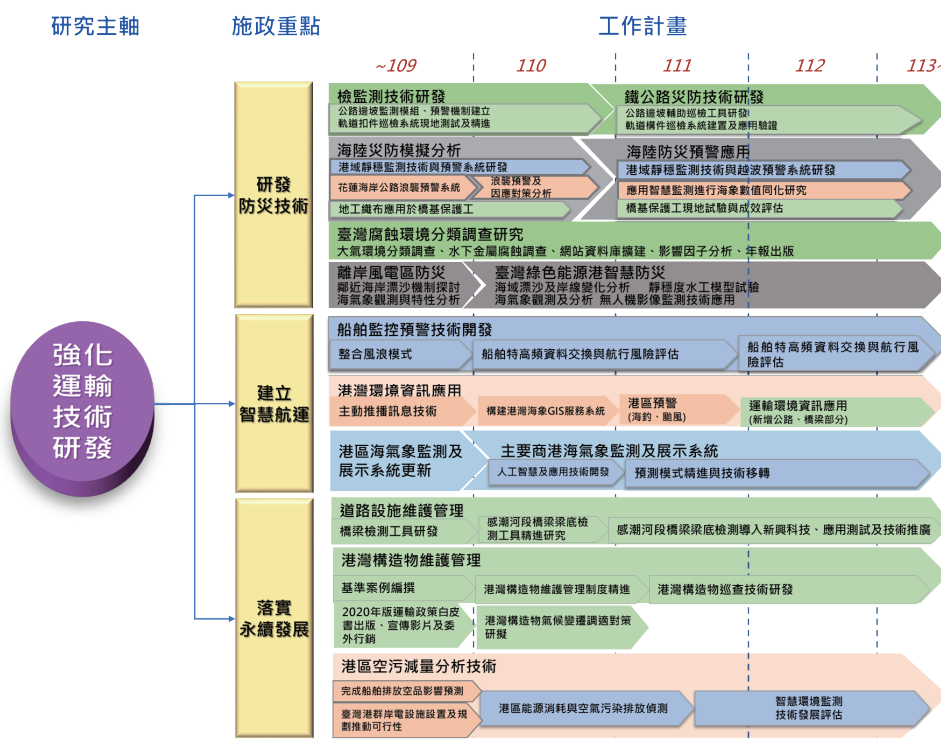 研究主軸
施政重點
工作計畫
~109
110
111
112
113~
強化
運輸
技術
研發
研發
防災技術
檢監測技術研發
公路邊坡監測模組、預警機制建立
軌道扣件巡檢系統現地測試及精進
鐵公路災防技術研發
公路邊坡輔助巡檢工具研發
軌道構件巡檢系統建置及應用驗證
海陸災防模擬分析
港域靜穩監測技術與預警系統研發
花蓮海岸公路浪襲預警系統
浪襲預警及
因應對策分析
地工織布應用於橋基保護工
海陸防災預警應用
港域靜穩監測技術與越波預警系統研發
應用智慧監測進行海象數值同化研究
橋基保護工現地試驗與成效評估
臺灣腐蝕環境分類調查研究
大氣環境分類調查、水下金屬腐蝕調查、網站資料庫擴建、影響因子分析、年報出版
離岸風電區防災
鄰近海岸漂沙機制探討
海氣象觀測與特性分析
臺灣綠色能源港智慧防災
海域漂沙及岸線變化分析 靜穩度水工模型試驗
海氣象觀測及分析 無人機影像監測技術應用
建立
智慧航運
船舶監控預警技術開發
整合風浪模式
船舶特高頻資料交換與航行風險評估
船舶特高頻資料交換與航行風
險評估
港灣環境資訊應用
主動推播訊息技術
構建港灣海象GIS服務系統
港區預警
(海釣、颱風)
運輸環境資訊應用
(新增公路、橋梁部分)
港區海氣象監測及
展示系統更新
主要商港海氣象監測及展示系統
人工智慧及應用技術開發
預測模式精進與技術移轉
落實
永續發展
道路設施維護管理
橋梁檢測工具研發
感潮河段橋梁梁底檢
測工具精進研究
感潮河段橋梁梁底檢測導入新興科技、應用測試及技術推廣
港灣構造物維護管理
基準案例編撰
港灣構造物維護管理制度精進
港灣構造物巡查技術研發
2020年版運輸政策白皮
書出版、宣傳影片及委
外行銷
港灣構造物氣候變遷調適對策
研擬
港區空污減量分析技術
完成船舶排放空品影響預測
臺灣港群岸電設施設置及規
劃推動可行性
港區能源消耗與空氣污染排放偵測
智慧環境監測
技術發展評估